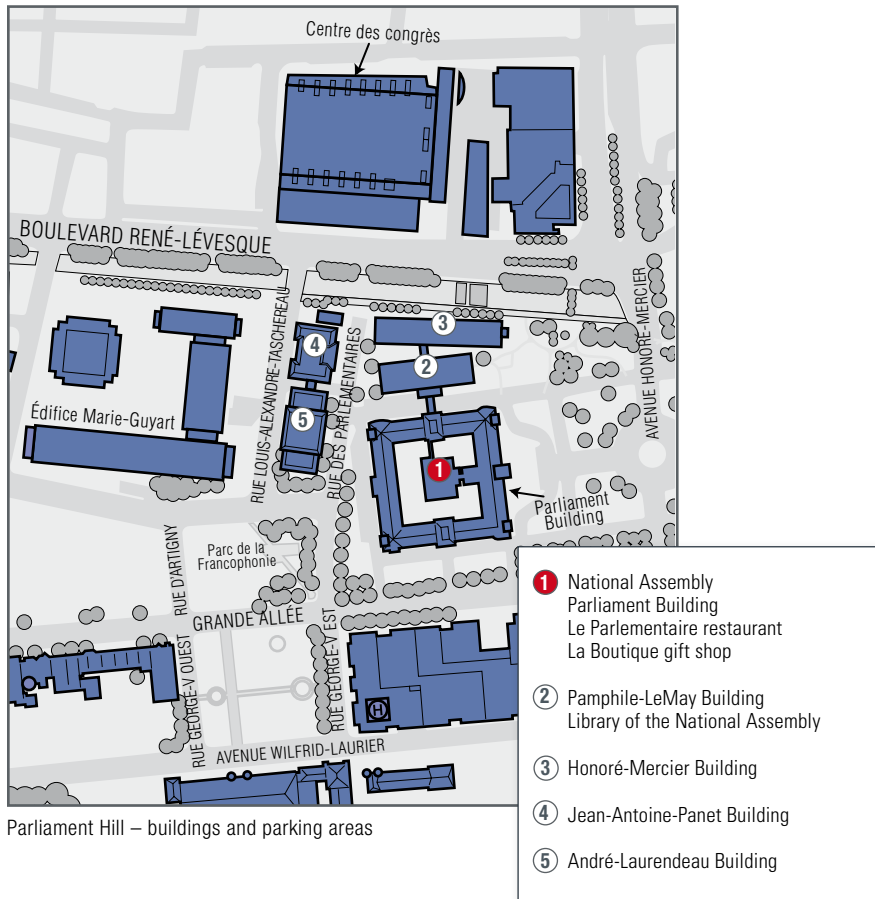 Centre des congrès
BOULEVARD RENÉ-LÉVESQUE
AVENUE HONORÉ-MERCIER
RUE LOUIS-ALEXANDRE-TASCHEREAU
RUE DES PARLEMENTAIRES
3
4
2
Édifice Marie-Guyart
5
1
Parliament
Building
Parc de la
Francophonie
RUE D'ARTIGNY
GRANDE ALLÉE
RUE GEORGE-V OUEST
RUE GEORGE-V EST
H
AVENUE WILFRID-LAURIER
1 National Assembly
Parliament Building
Le Parlementaire restaurant
La Boutique gift shop
2 Pamphile-LeMay Building
Library of the National Assembly
3 Honoré-Mercier Building
4 Jean-Antoine-Panet Building
5 André-Laurendeau Building
Parliament Hill – buildings and parking areas